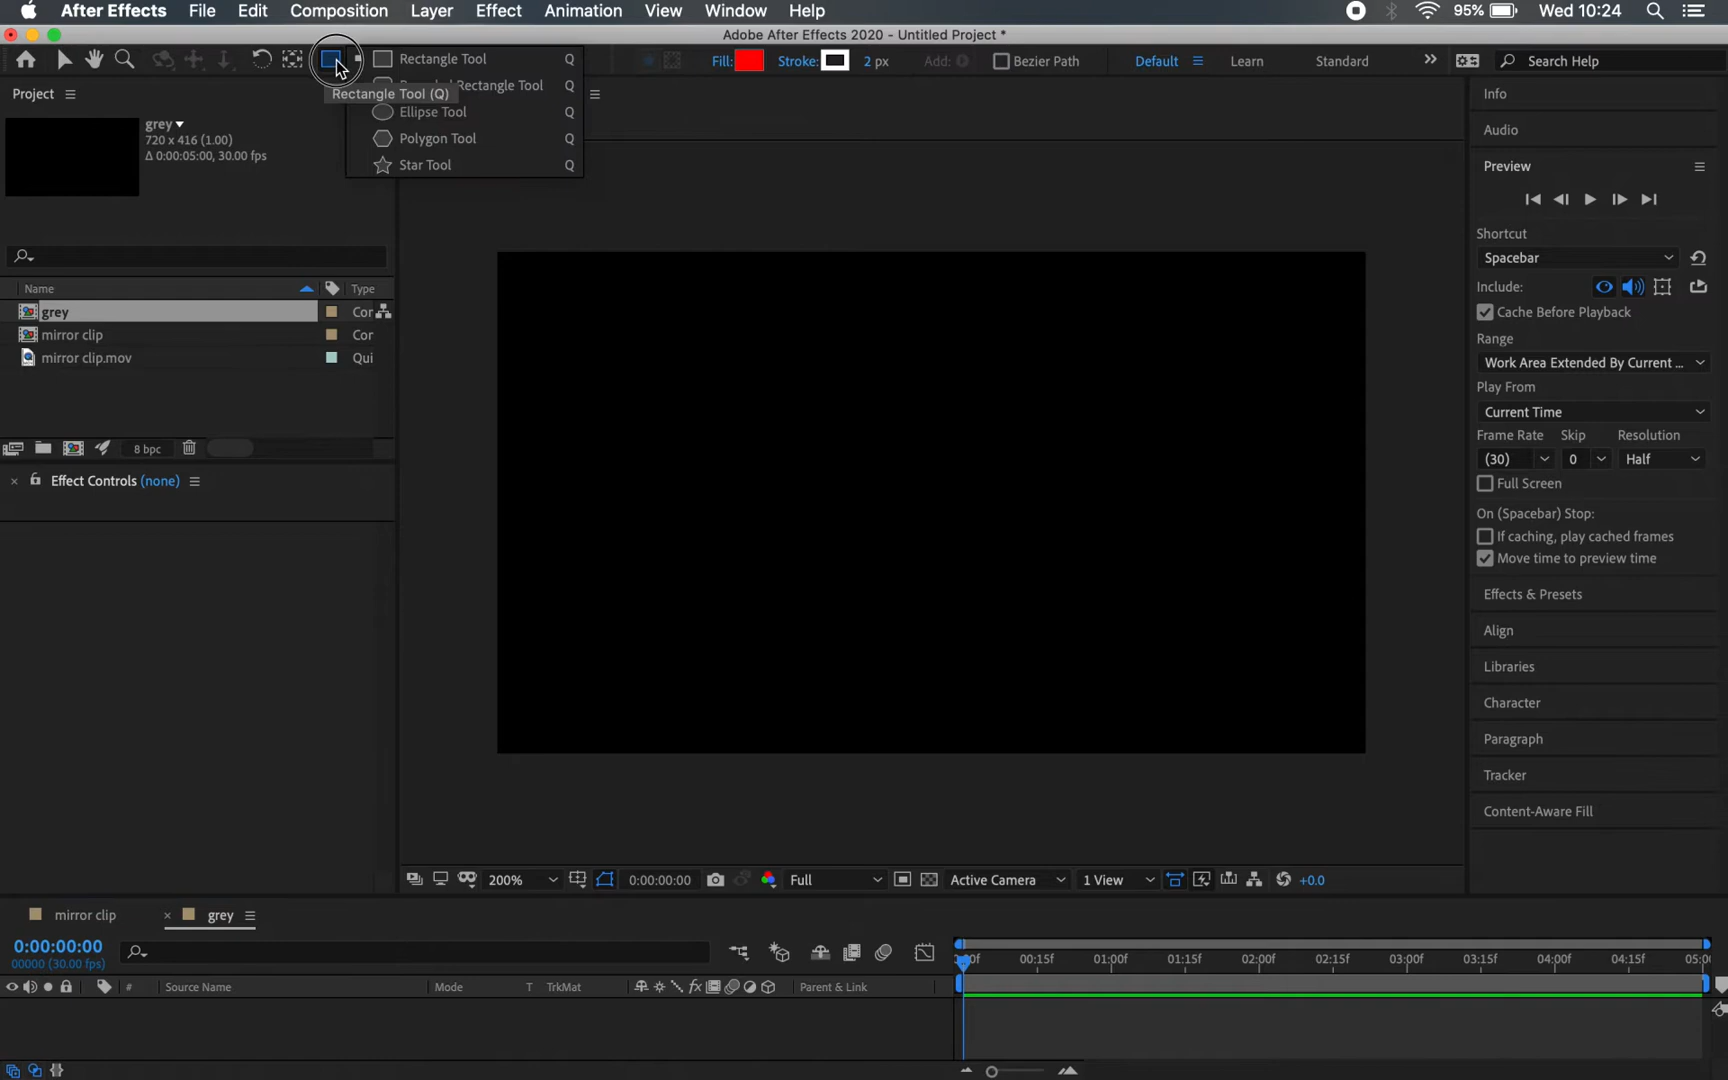 After Effects File Edit Composition Layer Effect Animation View Window Help 95% Wed 10:24
Adobe After Effects 2020 - Untitled Project *
Fill: Stroke: 2 px Add: Bezier Path Default Learn Standard Search Help
Rectangle Tool Q
Rectangle Tool Q
Rectangle Tool (Q)
Ellipse Tool Q
Polygon Tool Q
Star Tool Q
Project
grey
720 x 416 (1.00)
Δ 0:00:05:00, 30.00 fps
Name Type
grey Cor
mirror clip Cor
mirror clip.mov Qui
8 bpc
Effect Controls (none)
200% 0:00:00:00 Full Active Camera 1 View +0.0
Info
Audio
Preview
Shortcut
Spacebar
Include:
Cache Before Playback
Range
Work Area Extended By Current ...
Play From
Current Time
Frame Rate Skip Resolution
(30) 0 Half
Full Screen
On (Spacebar) Stop:
If caching, play cached frames
Move time to preview time
Effects & Presets
Align
Libraries
Character
Paragraph
Tracker
Content-Aware Fill
mirror clip × grey
0:00:00:00
00000 (30.00 fps)
00f 00:15f 01:00f 01:15f 02:00f 02:15f 03:00f 03:15f 04:00f 04:15f 05:0
# Source Name Mode T TrkMat fx Parent & Link